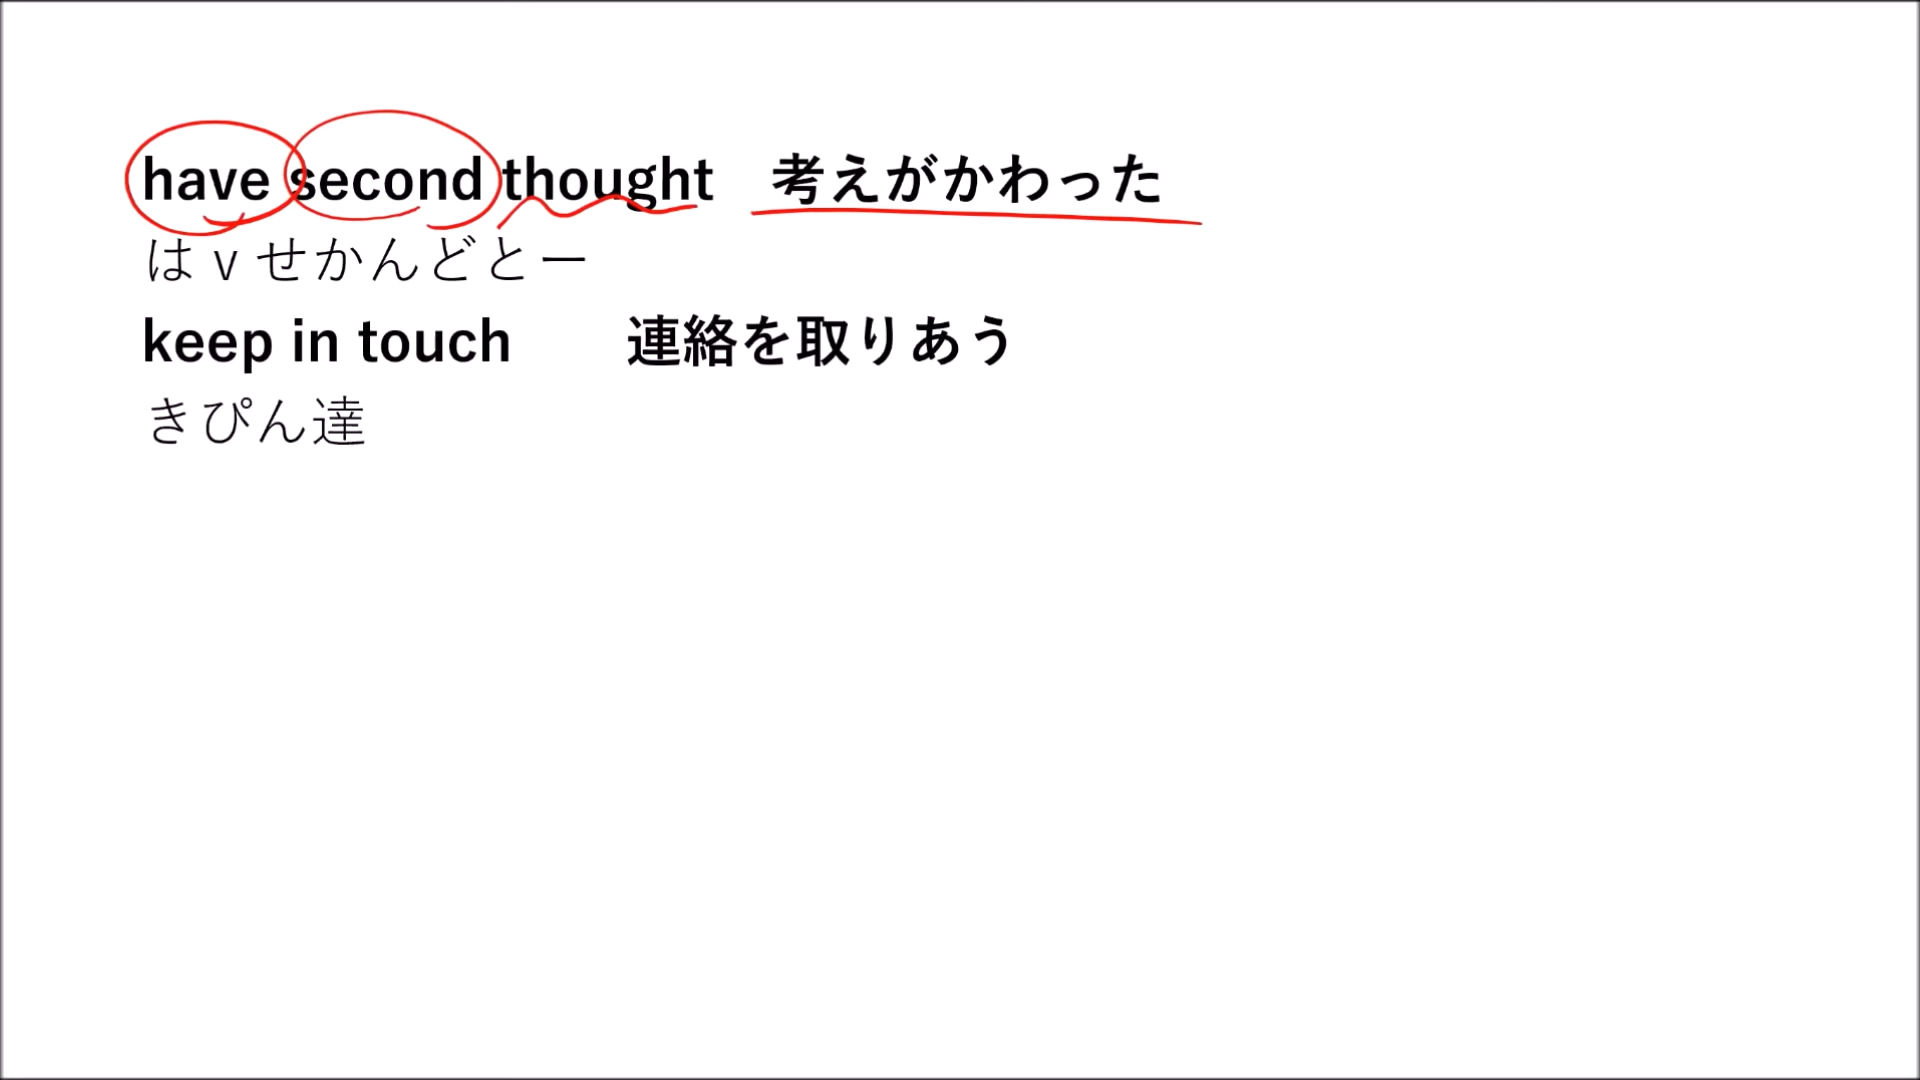 have second thought 考えがかわった
はｖせかんどとー
keep in touch 連絡を取りあう
きぴん達